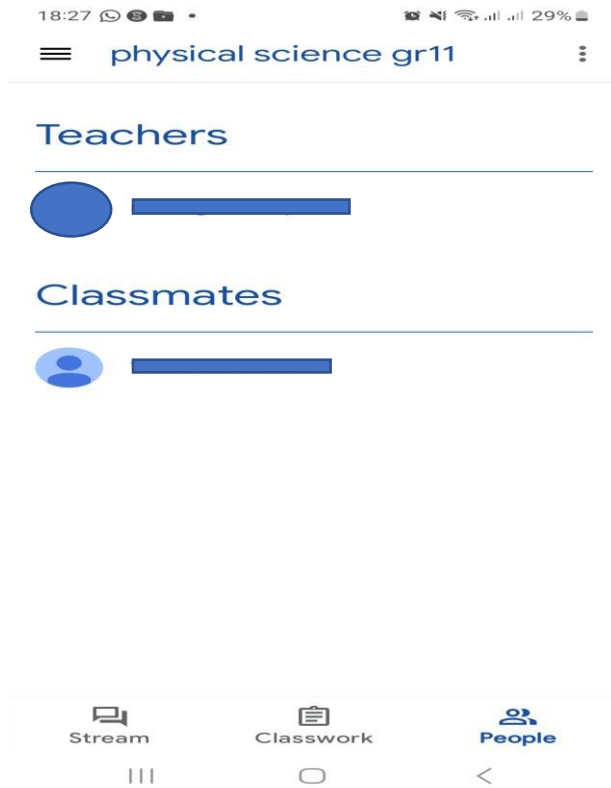 18:27 29%
physical science gr11
Teachers
Classmates
Stream Classwork People